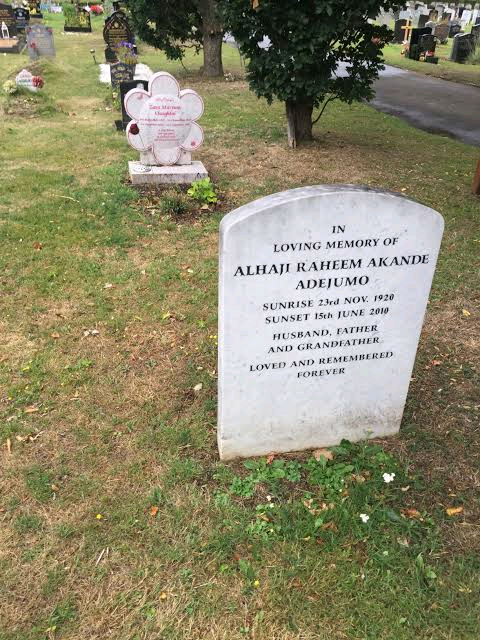 IN
LOVING MEMORY OF
ALHAJI RAHEEM AKANDE
ADEJUMO
SUNRISE 23rd NOV. 1920
SUNSET 15th JUNE 2010
HUSBAND, FATHER
AND GRANDFATHER
LOVED AND REMEMBERED
FOREVER